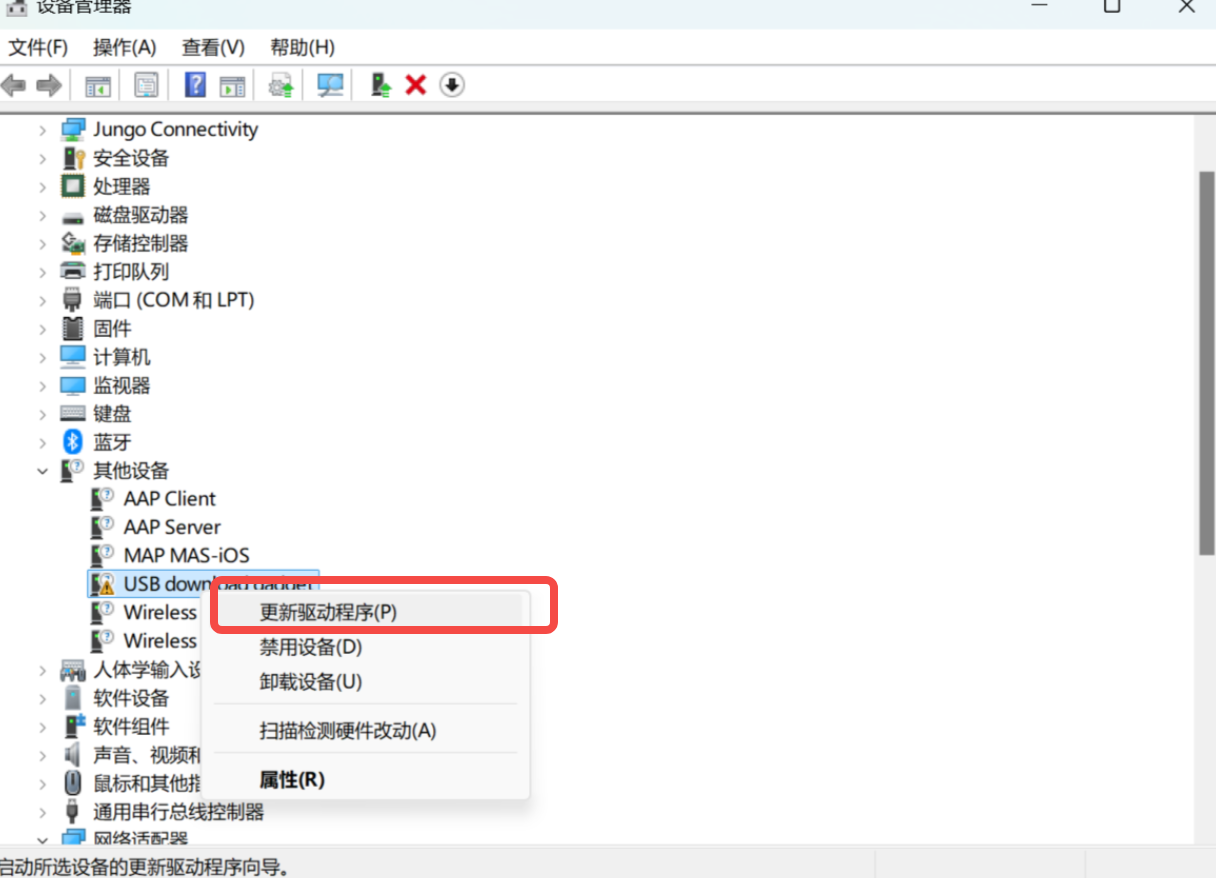 设备管理器
文件(F) 操作(A) 查看(V) 帮助(H)
Jungo Connectivity
安全设备
处理器
磁盘驱动器
存储控制器
打印队列
端口 (COM 和 LPT)
固件
计算机
监视器
键盘
蓝牙
其他设备
AAP Client
AAP Server
MAP MAS-iOS
USB download gadget
Wireless
Wireless
更新驱动程序(P)
禁用设备(D)
卸载设备(U)
扫描检测硬件改动(A)
属性(R)
人体学输入设
软件设备
软件组件
声音、视频和
鼠标和其他指
通用串行总线控制器
网络适配器
启动所选设备的更新驱动程序向导。